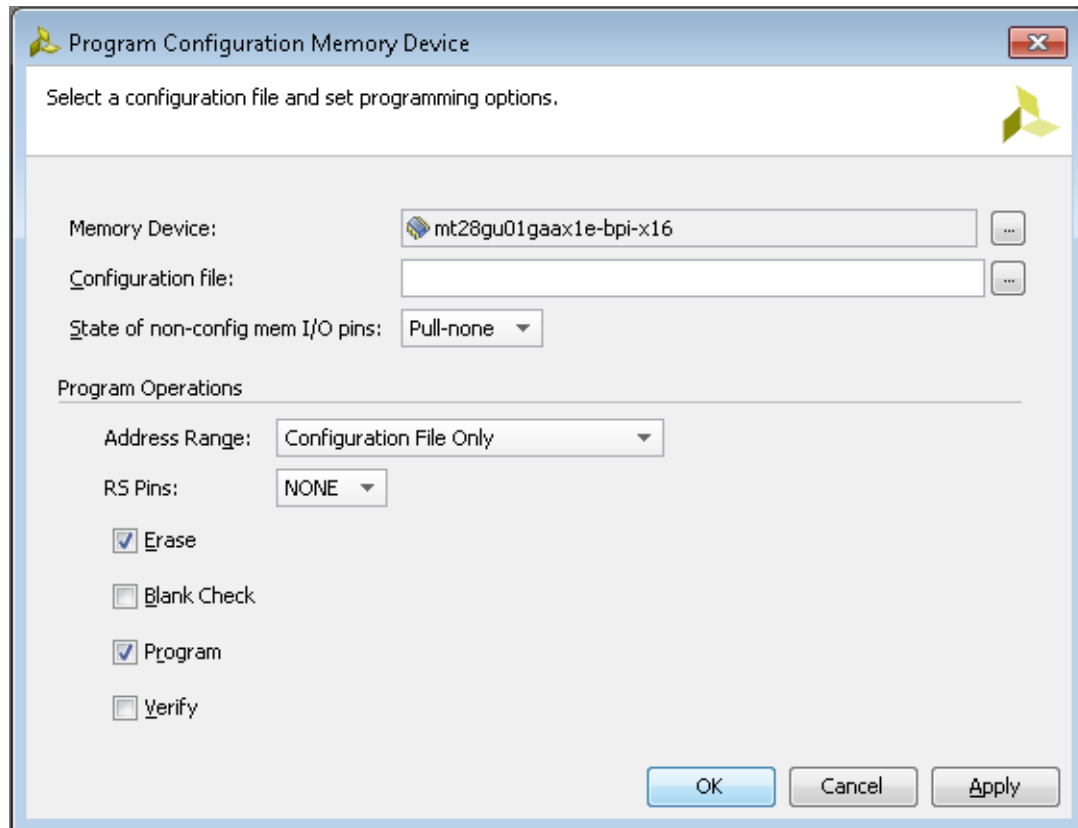 Program Configuration Memory Device
Select a configuration file and set programming options.
Memory Device: mt28gu01gaax1e-bpi-x16 ...
Configuration file: ...
State of non-config mem I/O pins: Pull-none
Program Operations
Address Range: Configuration File Only
RS Pins: NONE
Erase
Blank Check
Program
Verify
OK Cancel Apply